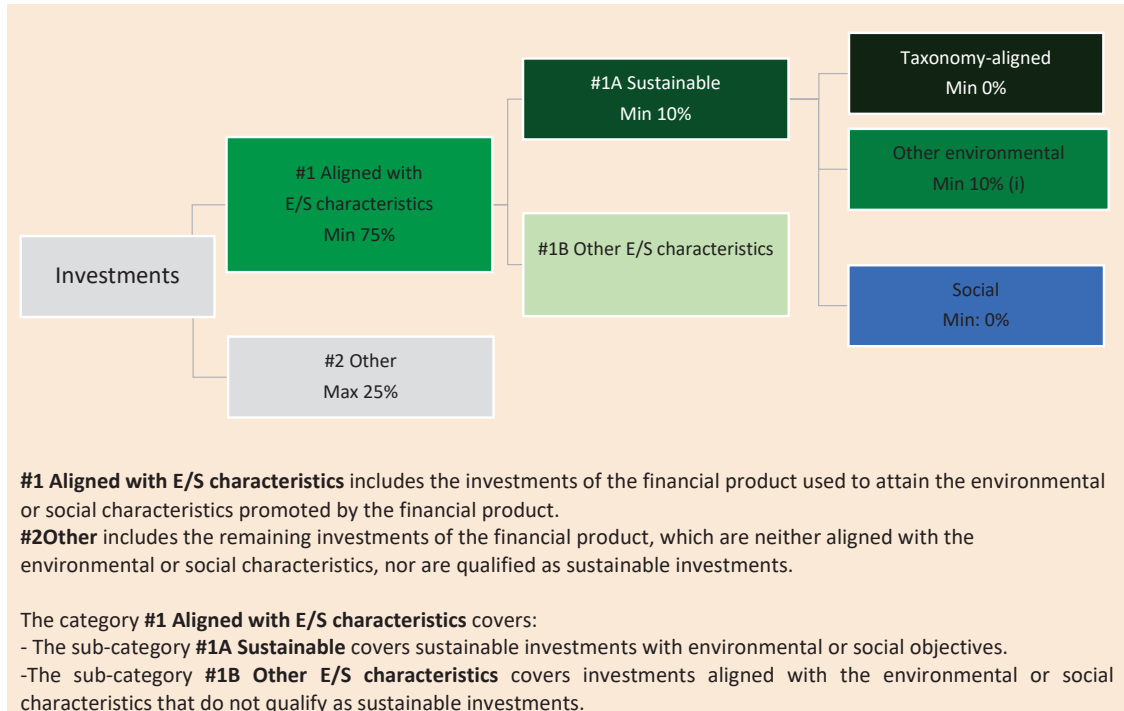 Investments
#1 Aligned with
E/S characteristics
Min 75%
#2 Other
Max 25%
#1A Sustainable
Min 10%
#1B Other E/S characteristics
Taxonomy-aligned
Min 0%
Other environmental
Min 10% (i)
Social
Min: 0%
#1 Aligned with E/S characteristics includes the investments of the financial product used to attain the environmental
or social characteristics promoted by the financial product.
#2Other includes the remaining investments of the financial product, which are neither aligned with the
environmental or social characteristics, nor are qualified as sustainable investments.
The category #1 Aligned with E/S characteristics covers:
- The sub-category #1A Sustainable covers sustainable investments with environmental or social objectives.
-The sub-category #1B Other E/S characteristics covers investments aligned with the environmental or social
characteristics that do not qualify as sustainable investments.